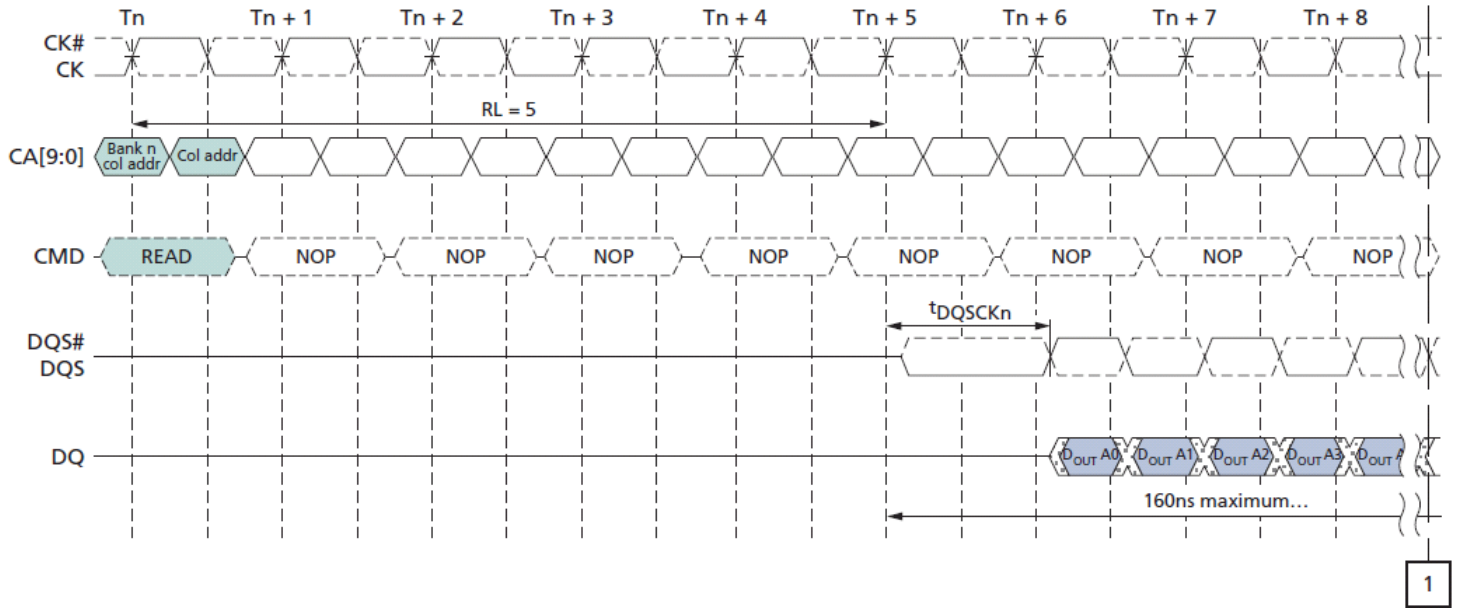 Tn Tn + 1 Tn + 2 Tn + 3 Tn + 4 Tn + 5 Tn + 6 Tn + 7 Tn + 8
CK#
CK
RL = 5
CA[9:0] Bank n col addr Col addr
CMD READ NOP NOP NOP NOP NOP NOP NOP NOP
tDQSCKn
DQS#
DQS
DQ DOUT A0 DOUT A1 DOUT A2 DOUT A3 DOUT A
160ns maximum…
1